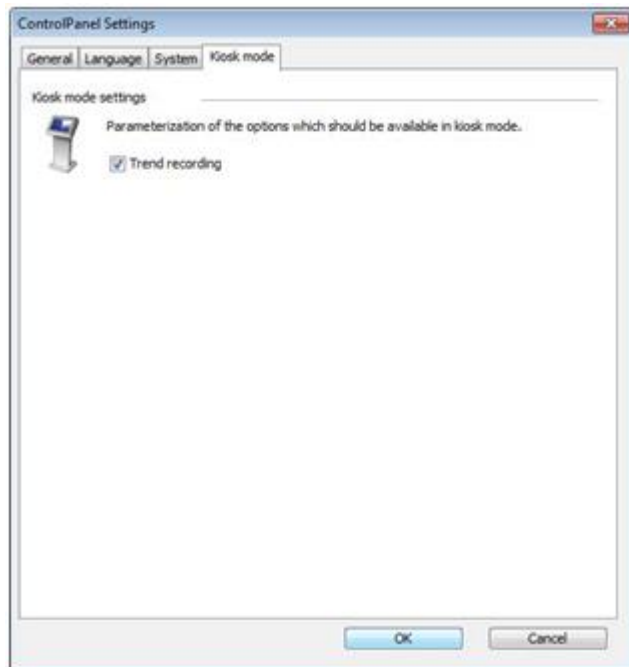 ControlPanel Settings
General Language System Kiosk mode
Kiosk mode settings
Parameterization of the options which should be available in kiosk mode.
Trend recording
OK Cancel